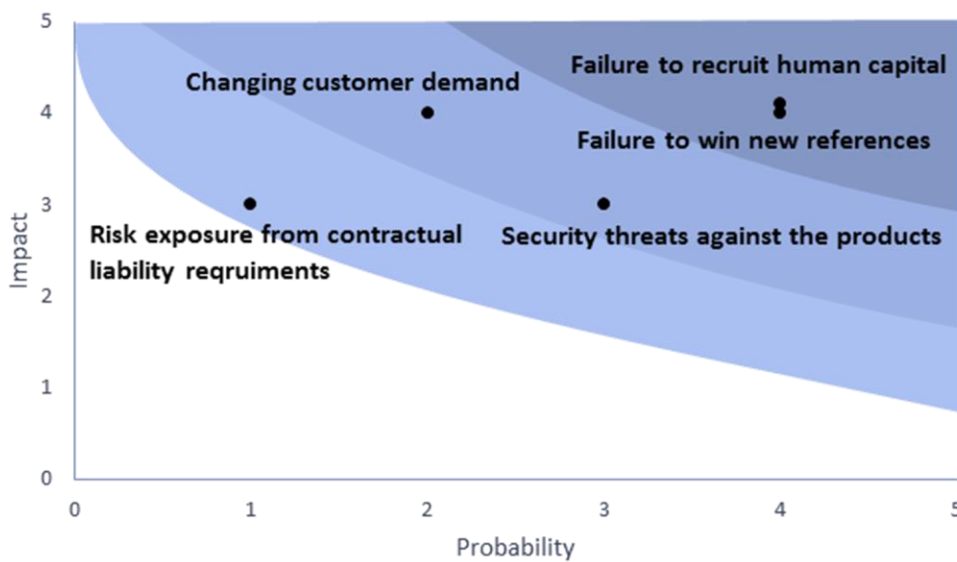 5
Failure to recruit human capital
Changing customer demand
4
Failure to win new references
3
Risk exposure from contractual
liability reqruiments
Security threats against the products
Impact
2
1
0
0 1 2 3 4 5
Probability